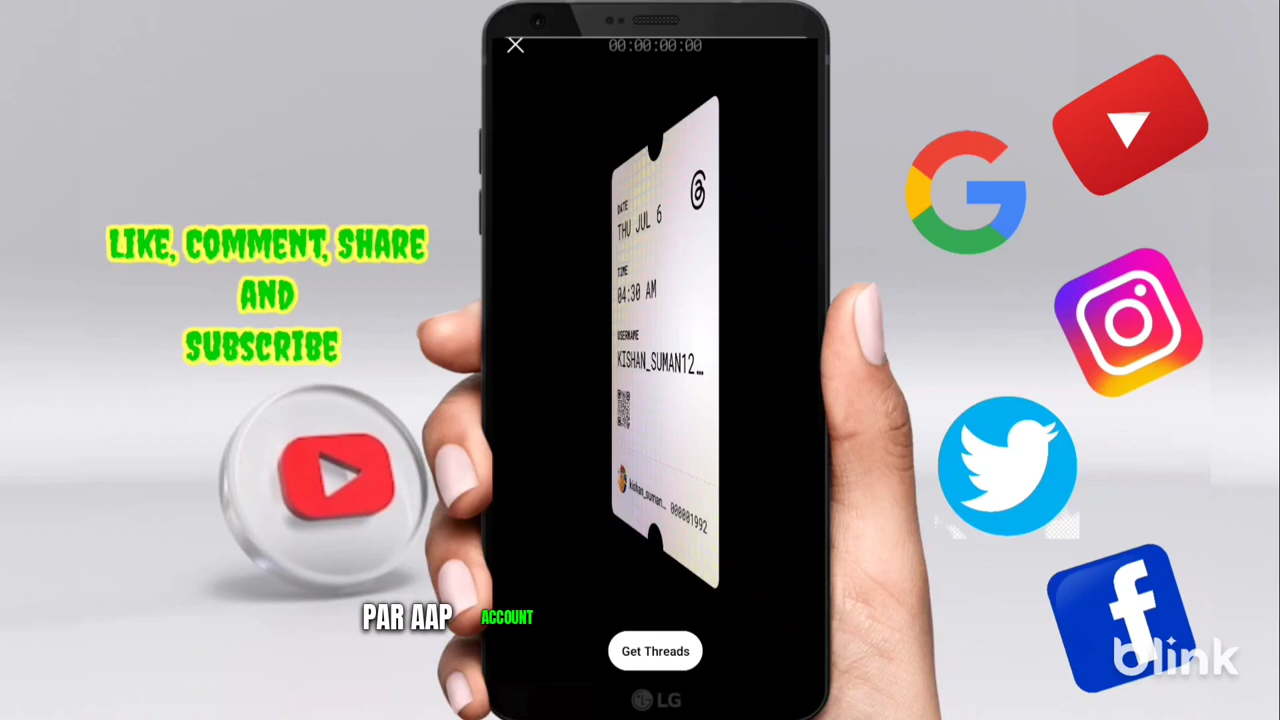 00:00:00:00
DATE
THU JUL 6
TIME
04:30 AM
USERNAME
KISHAN_SUMAN12…
kishan_suman… 000001992
LIKE, COMMENT, SHARE
AND
SUBSCRIBE
PAR AAP ACCOUNT
Get Threads
LG
blink